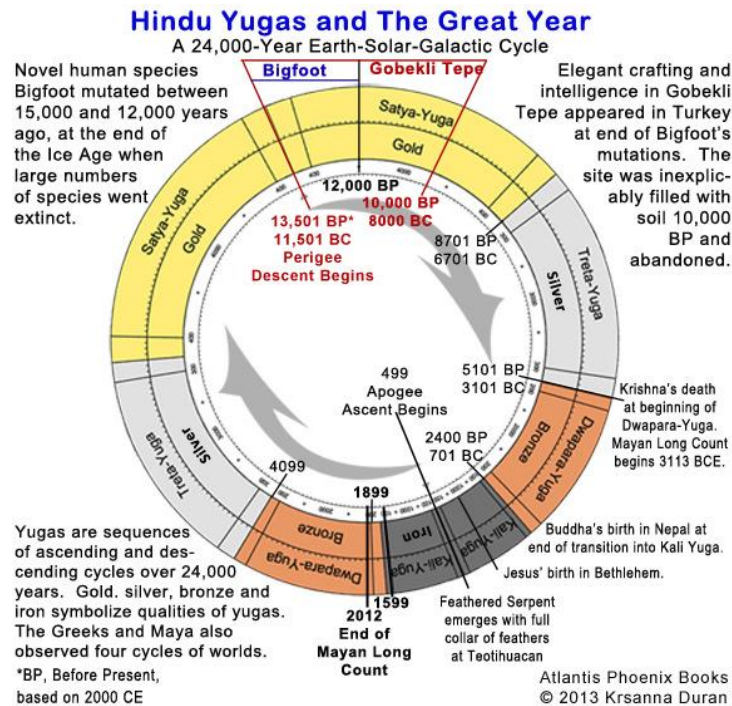 Hindu Yugas and The Great Year
A 24,000-Year Earth-Solar-Galactic Cycle
Novel human species
Bigfoot mutated between
15,000 and 12,000 years
ago, at the end of
the Ice Age when
large numbers
of species went
extinct.
Bigfoot
Gobekli Tepe
Elegant crafting and
intelligence in Gobekli
Tepe appeared in Turkey
at end of Bigfoot's
mutations. The
site was inexplic-
ably filled with
soil 10,000
BP and
abandoned.
Satya-Yuga
Gold
Satya-Yuga
Gold
12,000 BP
13,501 BP*
11,501 BC
Perigee
Descent Begins
10,000 BP
8000 BC
8701 BP
6701 BC
Treta-Yuga
Silver
5101 BP
3101 BC
499
Apogee
Ascent Begins
Krishna's death
at beginning of
Dwapara-Yuga.
Mayan Long Count
begins 3113 BCE.
2400 BP
701 BC
Dwapara-Yuga
Bronze
Silver
Treta-Yuga
4099
1899
Bronze
Dwapara-Yuga
Iron
Kali-Yuga
Kali-Yuga
Buddha's birth in Nepal at
end of transition into Kali Yuga.
Jesus' birth in Bethlehem.
Yugas are sequences
of ascending and des-
cending cycles over 24,000
years. Gold. silver, bronze and
iron symbolize qualities of yugas.
The Greeks and Maya also
observed four cycles of worlds.
*BP, Before Present,
based on 2000 CE
1599
2012
End of
Mayan Long
Count
Feathered Serpent
emerges with full
collar of feathers
at Teotihuacan
Atlantis Phoenix Books
© 2013 Krsanna Duran